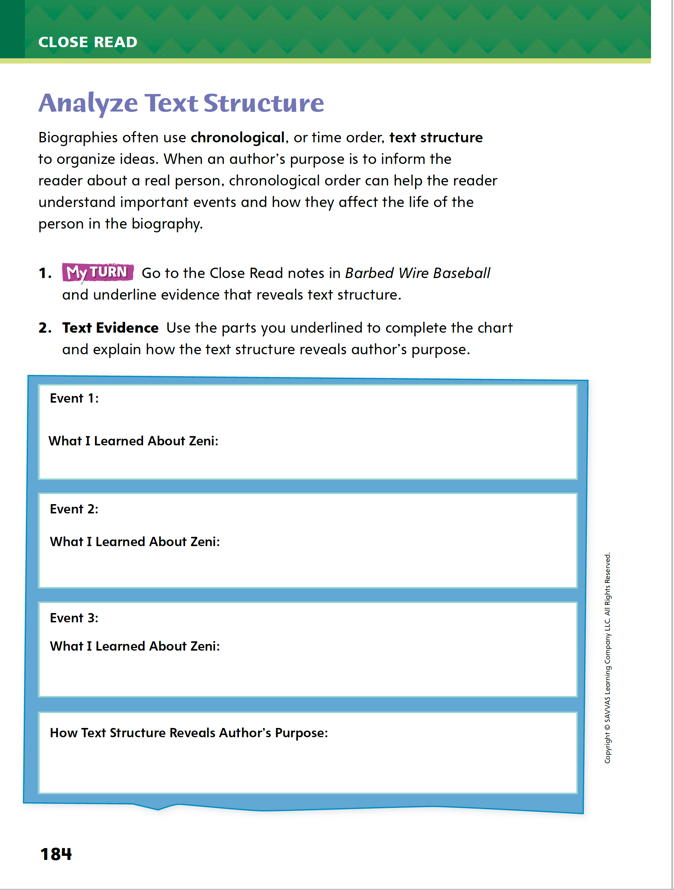 CLOSE READ
Analyze Text Structure
Biographies often use chronological, or time order, text structure
to organize ideas. When an author's purpose is to inform the
reader about a real person, chronological order can help the reader
understand important events and how they affect the life of the
person in the biography.
1. My TURN Go to the Close Read notes in Barbed Wire Baseball
and underline evidence that reveals text structure.
2. Text Evidence Use the parts you underlined to complete the chart
and explain how the text structure reveals author's purpose.
Event 1:
What I Learned About Zeni:
Event 2:
What I Learned About Zeni:
Event 3:
What I Learned About Zeni:
How Text Structure Reveals Author's Purpose:
Copyright © SAVVAS Learning Company LLC. All Rights Reserved.
184